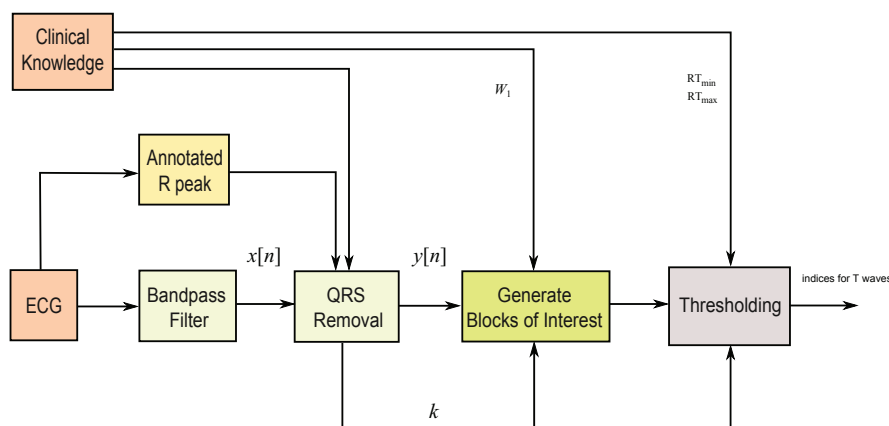 Clinical
Knowledge
W₁
RTmin
RTmax
Annotated
R peak
x[n]
y[n]
ECG
Bandpass
Filter
QRS
Removal
Generate
Blocks of Interest
Thresholding
indices for T waves
k